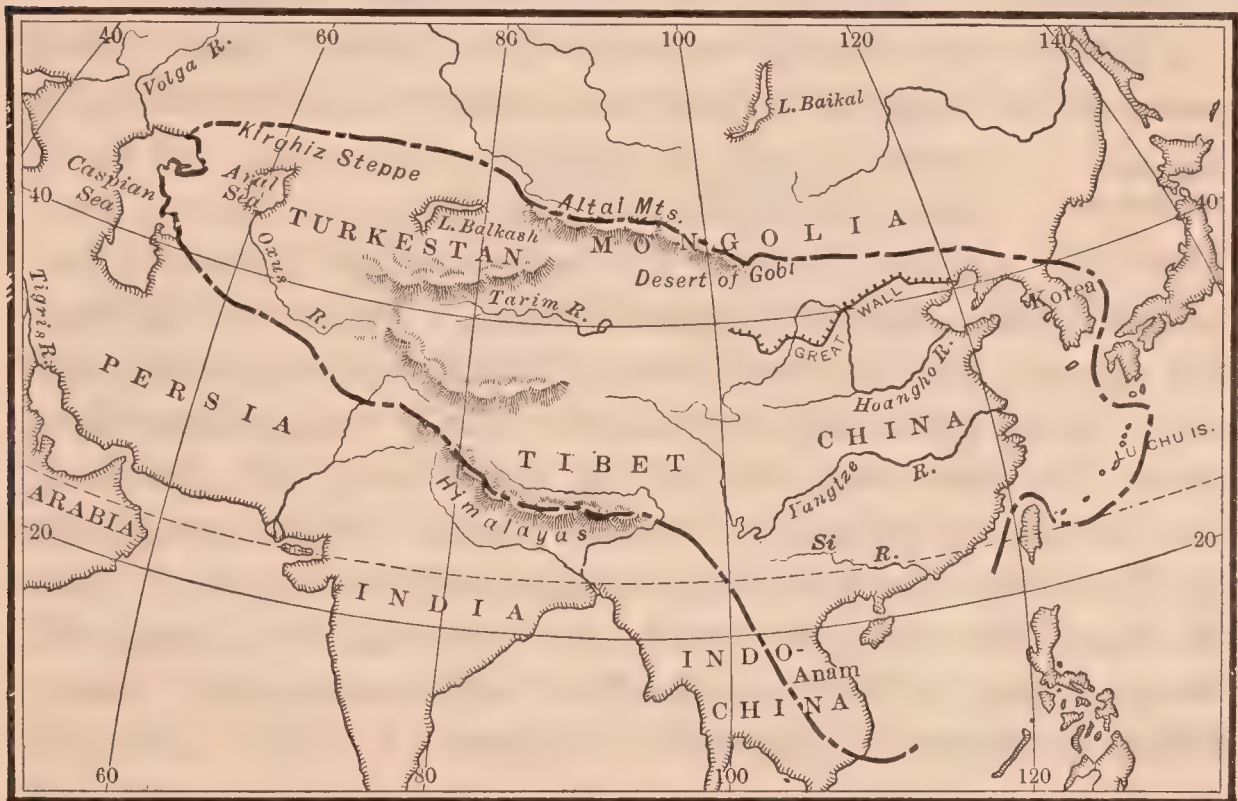 40 60 80 100 120 140
Volga R.
L. Baikal
Kirghiz Steppe
Caspian
Sea
Aral
Sea
40
Altai Mts.
40
TURKESTAN
L. Balkash
MONGOLIA
Desert of Gobi
Oxus
R.
Tarim R.
Korea
Tigris R.
GREAT WALL
PERSIA
Hoangho R.
CHINA
LU CHU IS.
TIBET
Yangtze
R.
Hymalayas
ARABIA
20
Si R.
20
INDIA
INDO-
Anam
CHINA
60 80 100 120